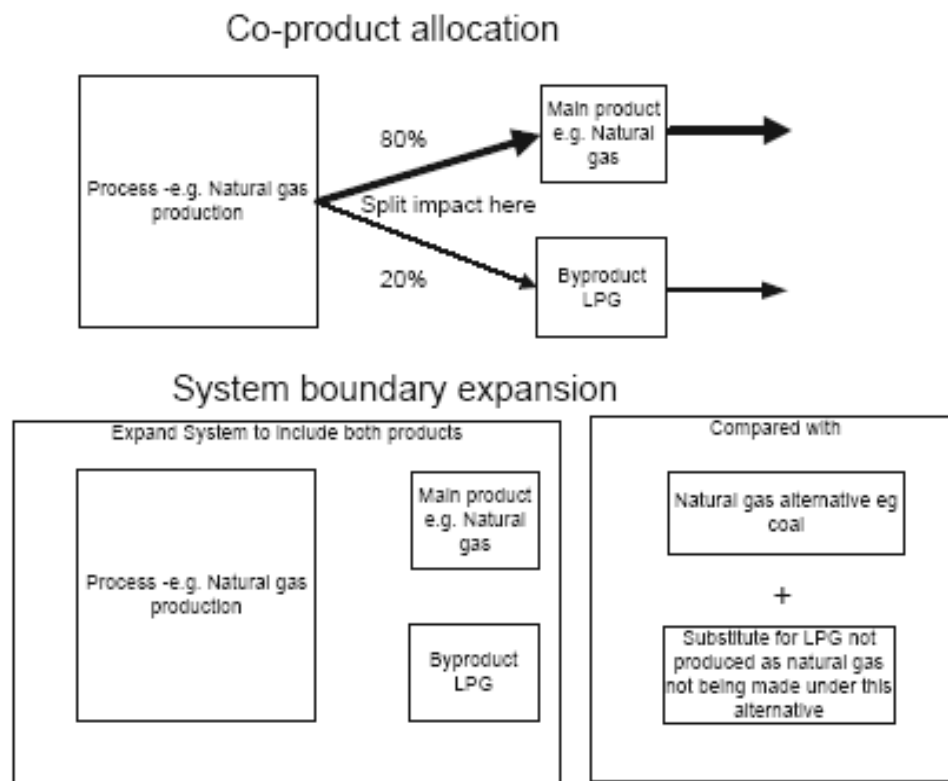 Co-product allocation
Process -e.g. Natural gas
production
80%
Split impact here
20%
Main product
e.g. Natural
gas
Byproduct
LPG
System boundary expansion
Expand System to Include both products
Process -e.g. Natural gas
production
Main product
e.g. Natural
gas
Byproduct
LPG
Compared with
Natural gas alternative eg
coal
+
Substitute for LPG not
produced as natural gas
not being made under this
alternative